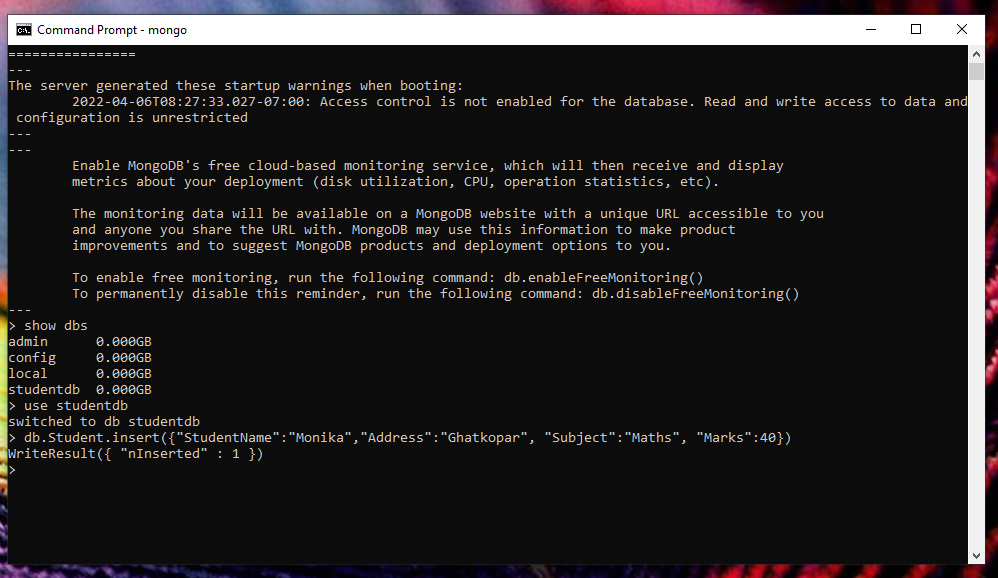 Command Prompt - mongo
================
---
The server generated these startup warnings when booting:
        2022-04-06T08:27:33.027-07:00: Access control is not enabled for the database. Read and write access to data and
 configuration is unrestricted
---
---
        Enable MongoDB's free cloud-based monitoring service, which will then receive and display
        metrics about your deployment (disk utilization, CPU, operation statistics, etc).
        The monitoring data will be available on a MongoDB website with a unique URL accessible to you
        and anyone you share the URL with. MongoDB may use this information to make product
        improvements and to suggest MongoDB products and deployment options to you.
        To enable free monitoring, run the following command: db.enableFreeMonitoring()
        To permanently disable this reminder, run the following command: db.disableFreeMonitoring()
---
> show dbs
admin      0.000GB
config     0.000GB
local      0.000GB
studentdb  0.000GB
> use studentdb
switched to db studentdb
> db.Student.insert({"StudentName":"Monika","Address":"Ghatkopar", "Subject":"Maths", "Marks":40})
WriteResult({ "nInserted" : 1 })
>